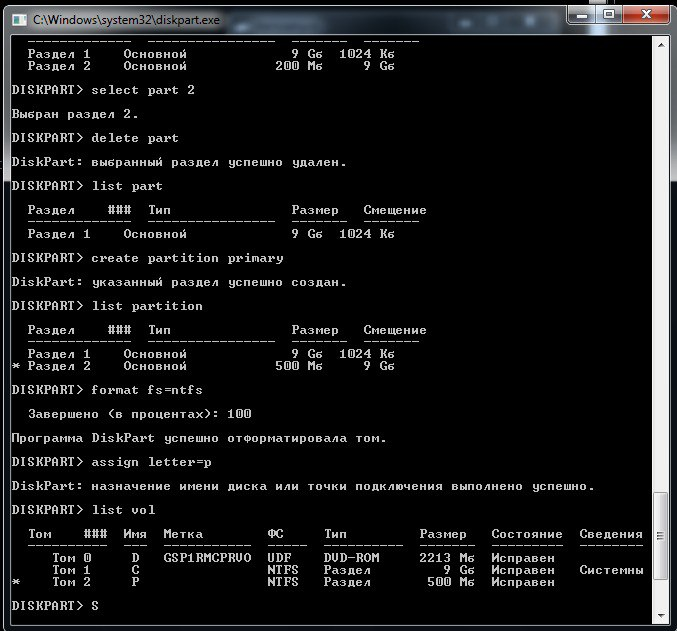 C:\Windows\system32\diskpart.exe
Раздел 1 Основной 9 Gб 1024 Kб
Раздел 2 Основной 200 Mб 9 Gб
DISKPART> select part 2
Выбран раздел 2.
DISKPART> delete part
DiskPart: выбранный раздел успешно удален.
DISKPART> list part
Раздел ### Тип Размер Смещение
Раздел 1 Основной 9 Gб 1024 Kб
DISKPART> create partition primary
DiskPart: указанный раздел успешно создан.
DISKPART> list partition
Раздел ### Тип Размер Смещение
Раздел 1 Основной 9 Gб 1024 Kб
* Раздел 2 Основной 500 Mб 9 Gб
DISKPART> format fs=ntfs
Завершено (в процентах): 100
Программа DiskPart успешно отформатировала том.
DISKPART> assign letter=p
DiskPart: назначение имени диска или точки подключения выполнено успешно.
DISKPART> list vol
Том ### Имя Метка ФС Тип Размер Состояние Сведения
Том 0 D GSP1RMCPRVO UDF DVD-ROM 2213 Mб Исправен
Том 1 C NTFS Раздел 9 Gб Исправен Системны
* Том 2 P NTFS Раздел 500 Mб Исправен
DISKPART> S